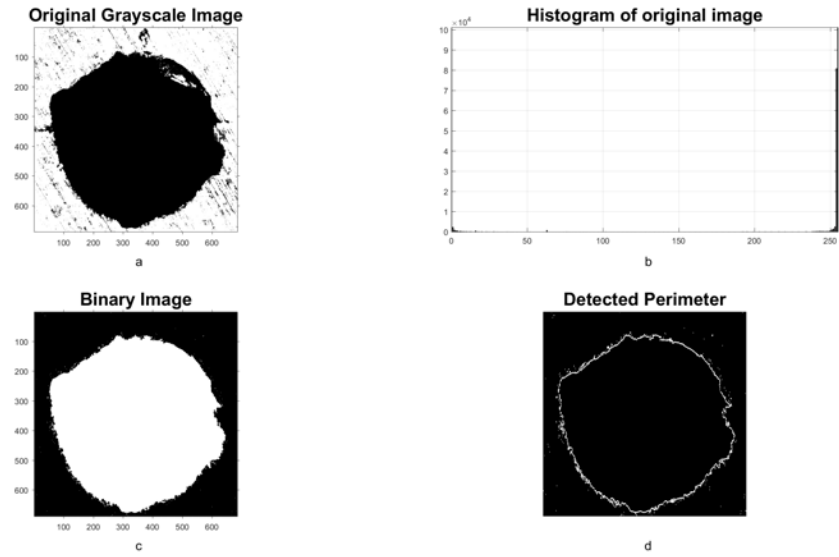 Original Grayscale Image
100
200
300
400
500
600
100 200 300 400 500 600
a
Histogram of original image
×10⁴
10
9
8
7
6
5
4
3
2
1
0
0 50 100 150 200 250
b
Binary Image
100
200
300
400
500
600
100 200 300 400 500 600
c
Detected Perimeter
d